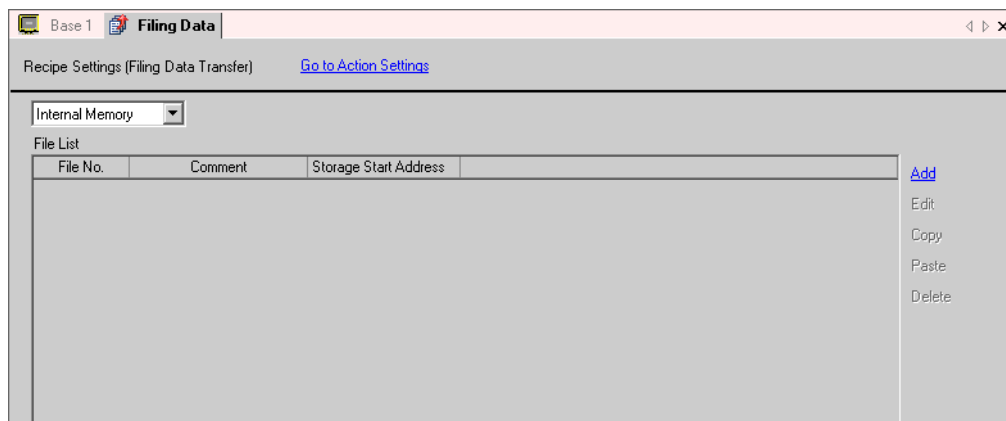 Base 1 Filing Data
Recipe Settings (Filing Data Transfer) Go to Action Settings
Internal Memory
File List
File No. Comment Storage Start Address
Add
Edit
Copy
Paste
Delete